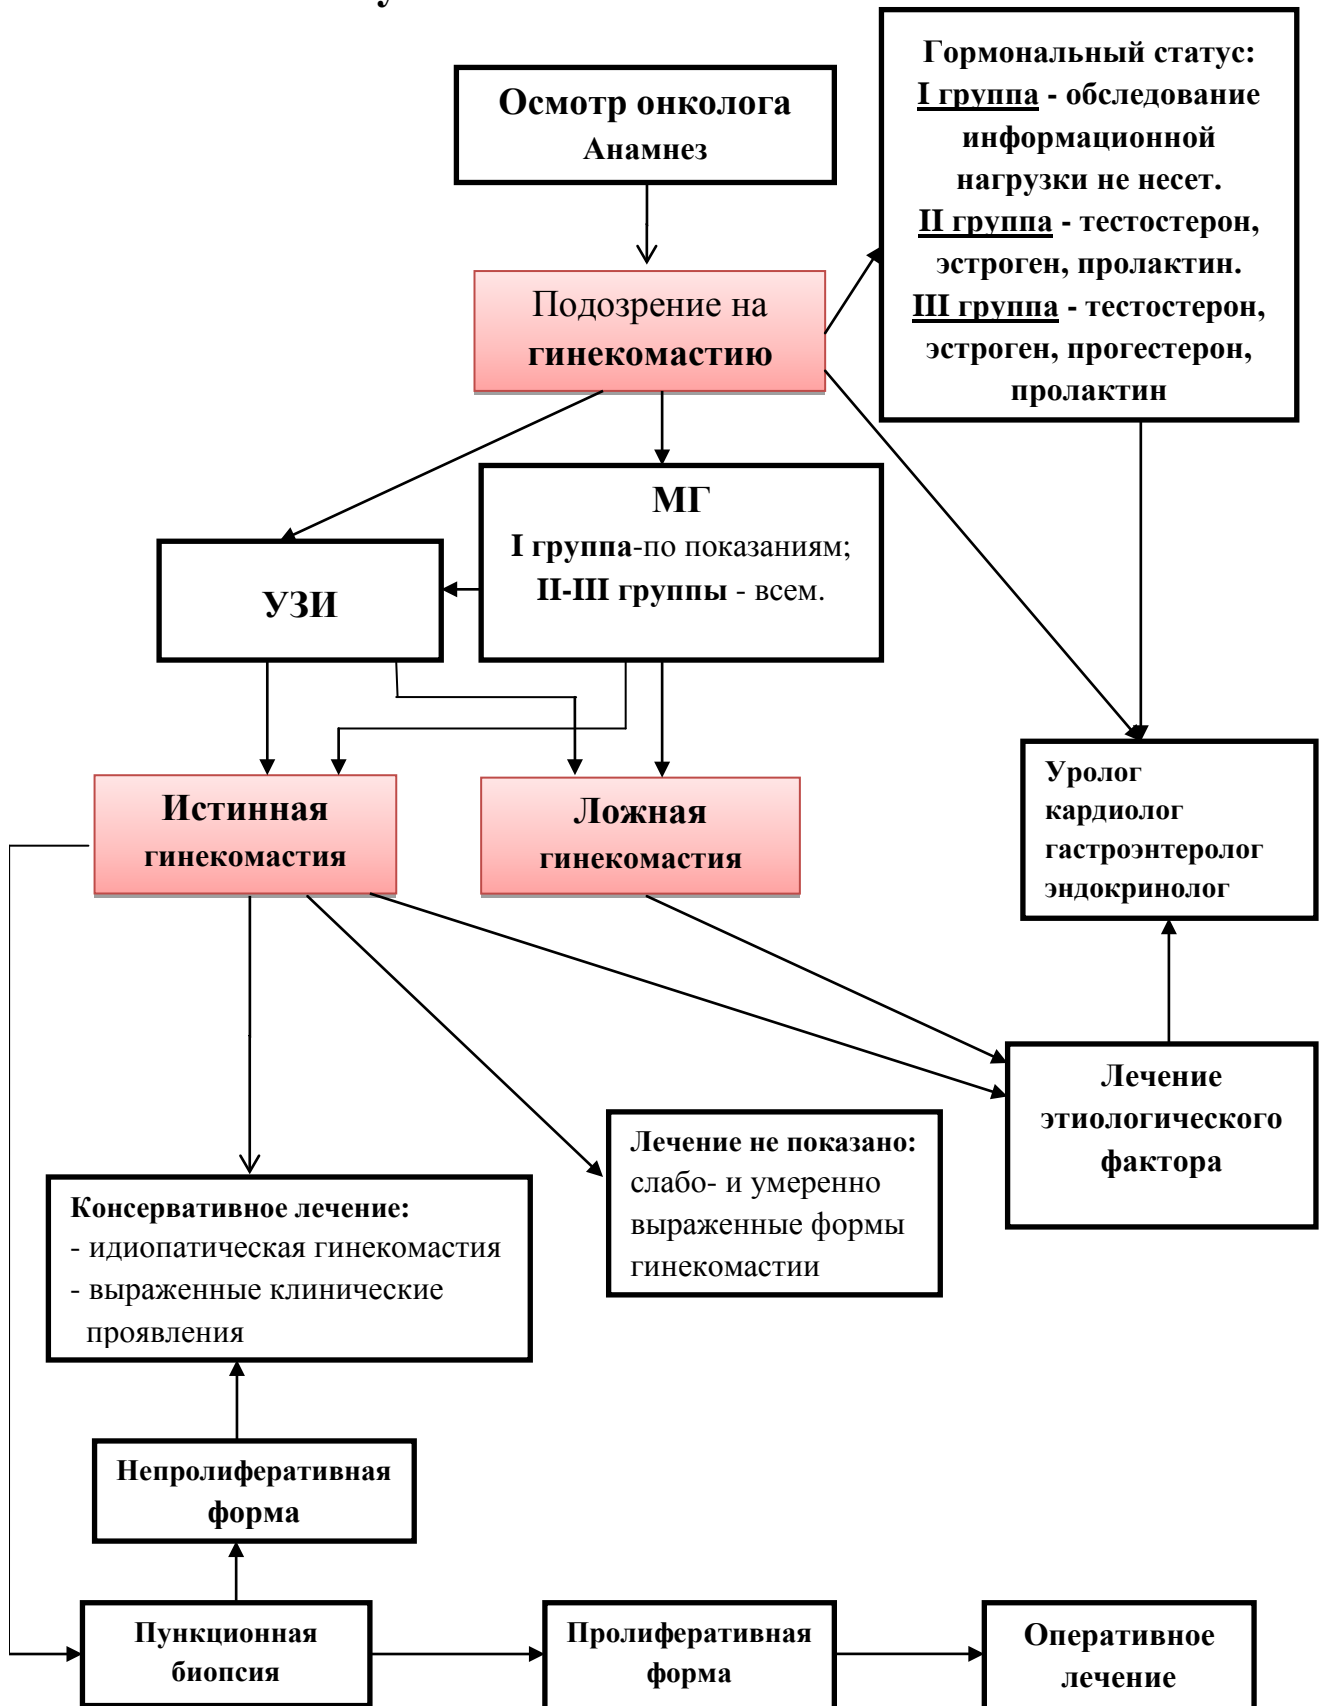 Осмотр онколога
Анамнез
Гормональный статус:
I группа - обследование
информационной
нагрузки не несет.
II группа - тестостерон,
эстроген, пролактин.
III группа - тестостерон,
эстроген, прогестерон,
пролактин
Подозрение на
гинекомастию
МГ
I группа-по показаниям;
II-III группы - всем.
УЗИ
Истинная
гинекомастия
Ложная
гинекомастия
Уролог
кардиолог
гастроэнтеролог
эндокринолог
Лечение
этиологического
фактора
Лечение не показано:
слабо- и умеренно
выраженные формы
гинекомастии
Консервативное лечение:
- идиопатическая гинекомастия
- выраженные клинические
проявления
Непролиферативная
форма
Пункционная
биопсия
Пролиферативная
форма
Оперативное
лечение